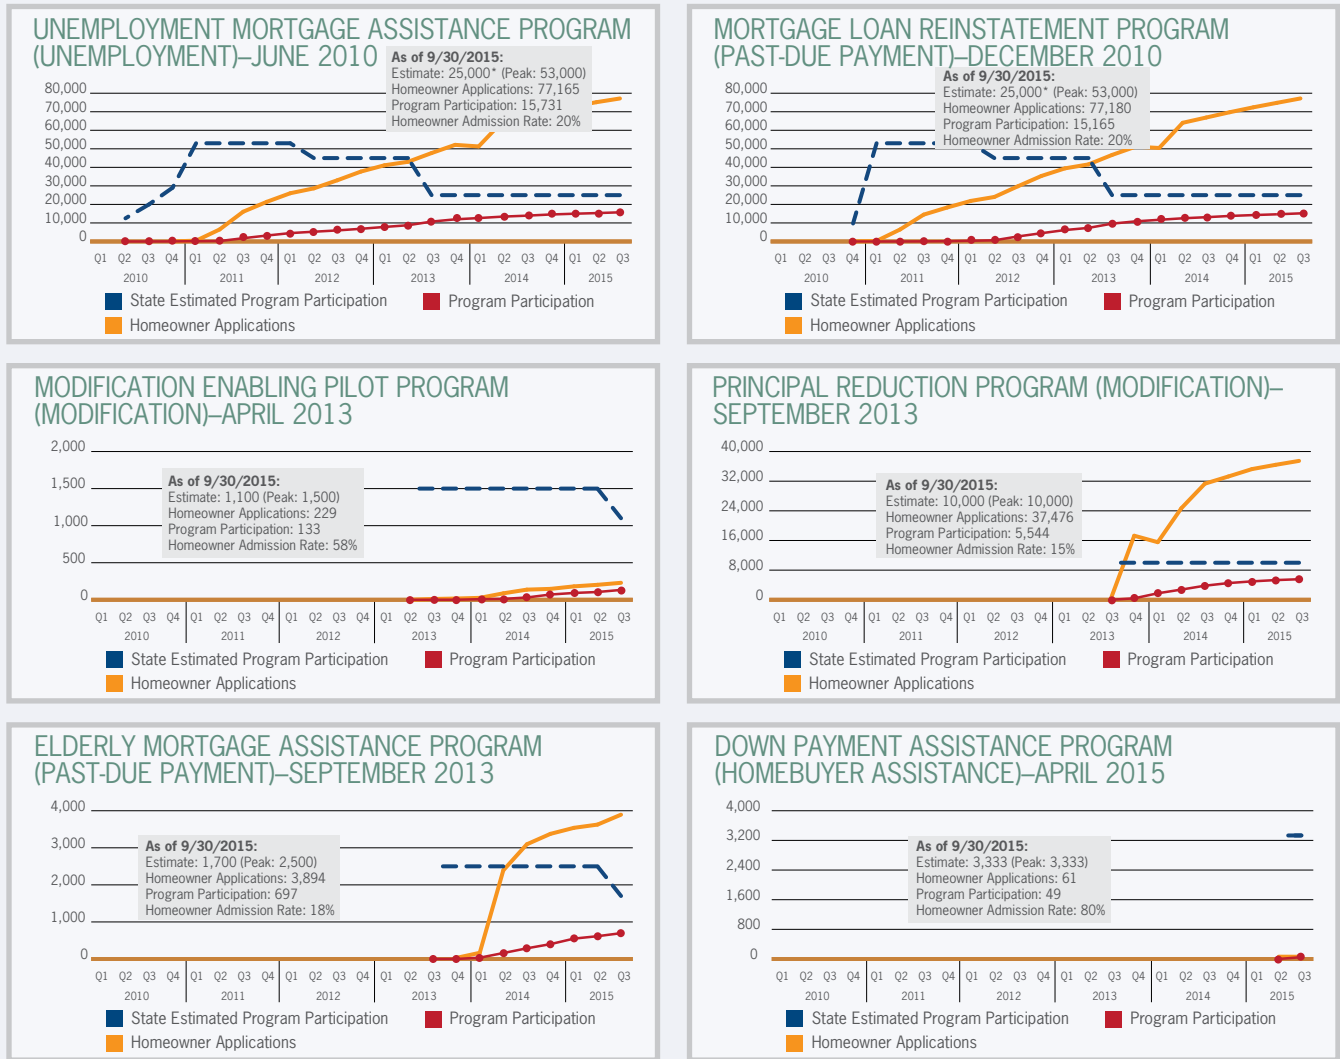 UNEMPLOYMENT MORTGAGE ASSISTANCE PROGRAM
(UNEMPLOYMENT)–JUNE 2010
As of 9/30/2015:
Estimate: 25,000* (Peak: 53,000)
Homeowner Applications: 77,165
Program Participation: 15,731
Homeowner Admission Rate: 20%
80,000
70,000
60,000
50,000
40,000
30,000
20,000
10,000
0
Q1 Q2 Q3 Q4 Q1 Q2 Q3 Q4 Q1 Q2 Q3 Q4 Q1 Q2 Q3 Q4 Q1 Q2 Q3 Q4 Q1 Q2 Q3
2010 2011 2012 2013 2014 2015
State Estimated Program Participation Program Participation
Homeowner Applications
MORTGAGE LOAN REINSTATEMENT PROGRAM
(PAST-DUE PAYMENT)–DECEMBER 2010
As of 9/30/2015:
Estimate: 25,000* (Peak: 53,000)
Homeowner Applications: 77,180
Program Participation: 15,165
Homeowner Admission Rate: 20%
80,000
70,000
60,000
50,000
40,000
30,000
20,000
10,000
0
Q1 Q2 Q3 Q4 Q1 Q2 Q3 Q4 Q1 Q2 Q3 Q4 Q1 Q2 Q3 Q4 Q1 Q2 Q3 Q4 Q1 Q2 Q3
2010 2011 2012 2013 2014 2015
State Estimated Program Participation Program Participation
Homeowner Applications
MODIFICATION ENABLING PILOT PROGRAM
(MODIFICATION)–APRIL 2013
2,000
1,500
1,000
500
0
As of 9/30/2015:
Estimate: 1,100 (Peak: 1,500)
Homeowner Applications: 229
Program Participation: 133
Homeowner Admission Rate: 58%
Q1 Q2 Q3 Q4 Q1 Q2 Q3 Q4 Q1 Q2 Q3 Q4 Q1 Q2 Q3 Q4 Q1 Q2 Q3 Q4 Q1 Q2 Q3
2010 2011 2012 2013 2014 2015
State Estimated Program Participation Program Participation
Homeowner Applications
PRINCIPAL REDUCTION PROGRAM (MODIFICATION)–
SEPTEMBER 2013
40,000
32,000
24,000
16,000
8,000
0
As of 9/30/2015:
Estimate: 10,000 (Peak: 10,000)
Homeowner Applications: 37,476
Program Participation: 5,544
Homeowner Admission Rate: 15%
Q1 Q2 Q3 Q4 Q1 Q2 Q3 Q4 Q1 Q2 Q3 Q4 Q1 Q2 Q3 Q4 Q1 Q2 Q3 Q4 Q1 Q2 Q3
2010 2011 2012 2013 2014 2015
State Estimated Program Participation Program Participation
Homeowner Applications
ELDERLY MORTGAGE ASSISTANCE PROGRAM
(PAST-DUE PAYMENT)–SEPTEMBER 2013
4,000
3,000
2,000
1,000
0
As of 9/30/2015:
Estimate: 1,700 (Peak: 2,500)
Homeowner Applications: 3,894
Program Participation: 697
Homeowner Admission Rate: 18%
Q1 Q2 Q3 Q4 Q1 Q2 Q3 Q4 Q1 Q2 Q3 Q4 Q1 Q2 Q3 Q4 Q1 Q2 Q3 Q4 Q1 Q2 Q3
2010 2011 2012 2013 2014 2015
State Estimated Program Participation Program Participation
Homeowner Applications
DOWN PAYMENT ASSISTANCE PROGRAM
(HOMEBUYER ASSISTANCE)–APRIL 2015
4,000
3,200
2,400
1,600
800
0
As of 9/30/2015:
Estimate: 3,333 (Peak: 3,333)
Homeowner Applications: 61
Program Participation: 49
Homeowner Admission Rate: 80%
Q1 Q2 Q3 Q4 Q1 Q2 Q3 Q4 Q1 Q2 Q3 Q4 Q1 Q2 Q3 Q4 Q1 Q2 Q3 Q4 Q1 Q2 Q3
2010 2011 2012 2013 2014 2015
State Estimated Program Participation Program Participation
Homeowner Applications